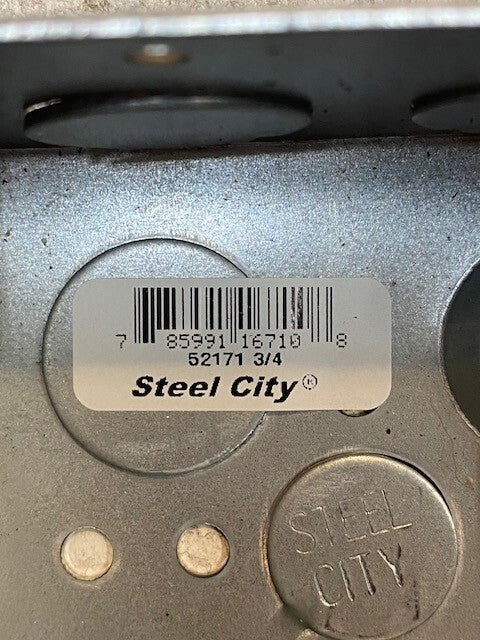 7 85991 16710 8
52171 3/4
Steel City®
STEEL
CITY